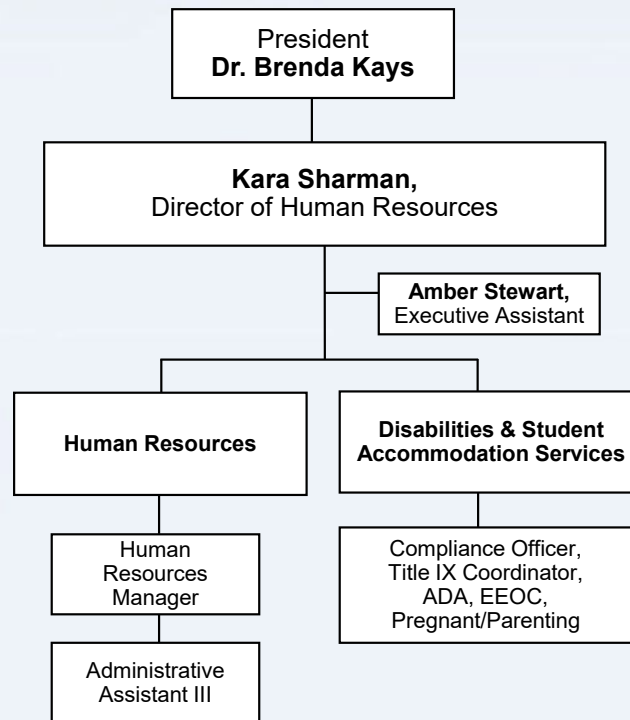 President
Dr. Brenda Kays
Kara Sharman,
Director of Human Resources
Amber Stewart,
Executive Assistant
Human Resources
Disabilities & Student
Accommodation Services
Human
Resources
Manager
Compliance Officer,
Title IX Coordinator,
ADA, EEOC,
Pregnant/Parenting
Administrative
Assistant III